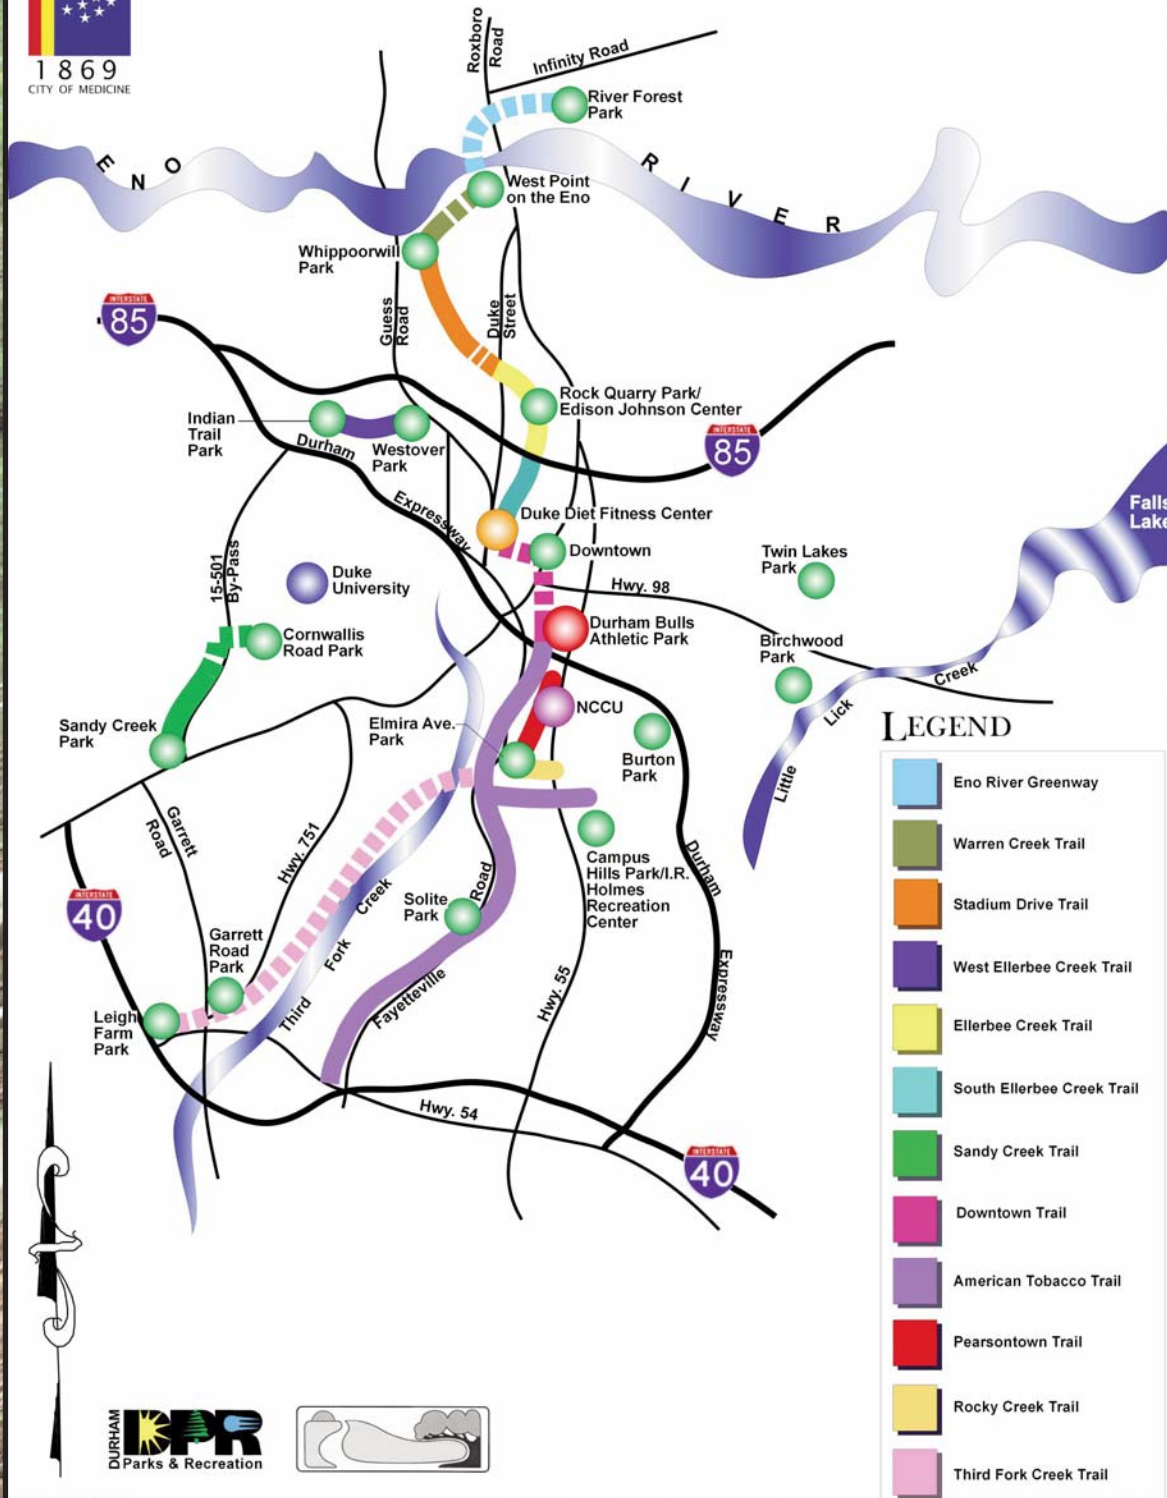 1869
CITY OF MEDICINE
Roxboro
Road
Infinity Road
River Forest
Park
ENO
RIVER
West Point
on the Eno
Whippoorwill
Park
INTERSTATE
85
Guess
Road
Duke
Street
Rock Quarry Park/
Edison Johnson Center
Indian
Trail
Park
Durham
Westover
Park
INTERSTATE
85
Expressway
Duke Diet Fitness Center
Falls
Lake
Downtown
Twin Lakes
Park
15-501
By-Pass
Duke
University
Hwy. 98
Durham Bulls
Athletic Park
Cornwallis
Road Park
Birchwood
Park
Creek
Lick
Little
NCCU
Elmira Ave.
Park
Sandy Creek
Park
Burton
Park
Garrett
Road
Hwy. 751
Campus
Hills Park/I.R.
Holmes
Recreation
Center
Durham
Expressway
Creek
Fork
Third
Solite
Park
Road
Fayetteville
INTERSTATE
40
Garrett
Road
Park
Leigh
Farm
Park
Hwy. 55
Hwy. 54
INTERSTATE
40
LEGEND
Eno River Greenway
Warren Creek Trail
Stadium Drive Trail
West Ellerbee Creek Trail
Ellerbee Creek Trail
South Ellerbee Creek Trail
Sandy Creek Trail
Downtown Trail
American Tobacco Trail
Pearsontown Trail
Rocky Creek Trail
Third Fork Creek Trail
DURHAM
DPR
Parks & Recreation